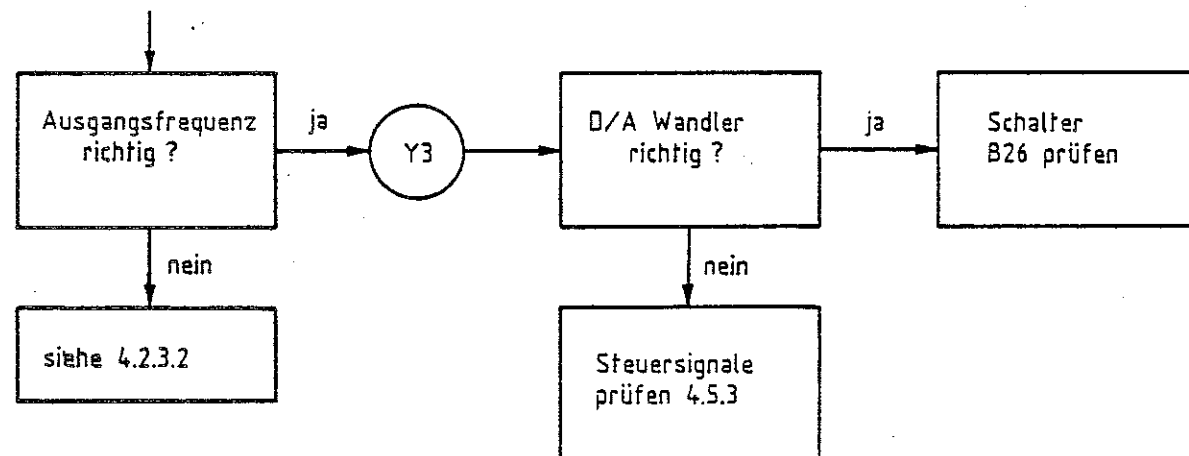 Ausgangsfrequenz
richtig ?
ja
Y3
D/A Wandler
richtig ?
ja
Schalter
B26 prüfen
nein
nein
siehe 4.2.3.2
Steuersignale
prüfen 4.5.3